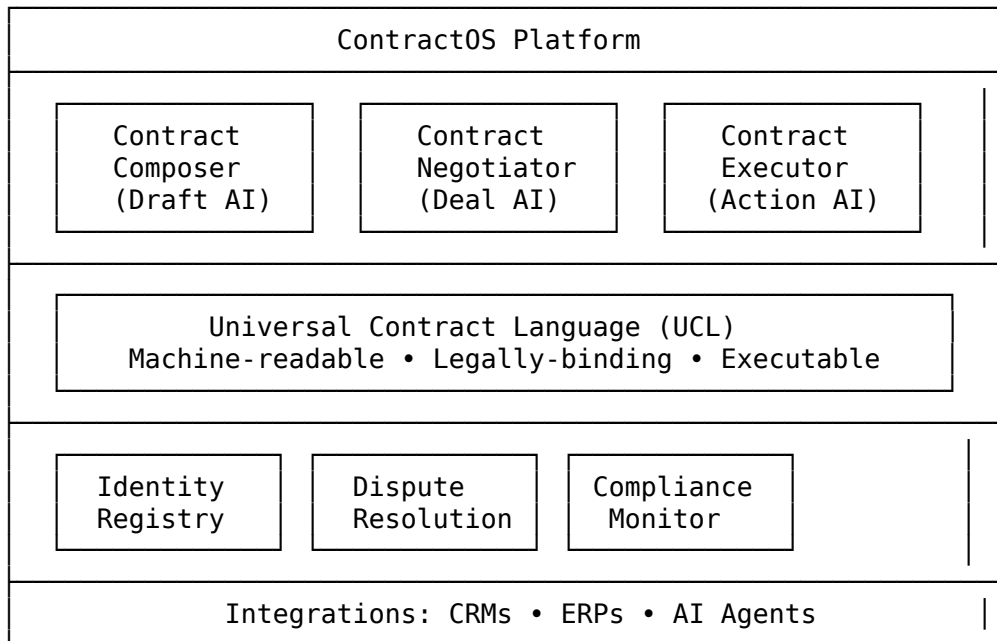 ContractOS Platform
Contract Contract Contract
Composer Negotiator Executor
(Draft AI) (Deal AI) (Action AI)
Universal Contract Language (UCL)
Machine-readable • Legally-binding • Executable
Identity Dispute Compliance
Registry Resolution Monitor
Integrations: CRMs • ERPs • AI Agents